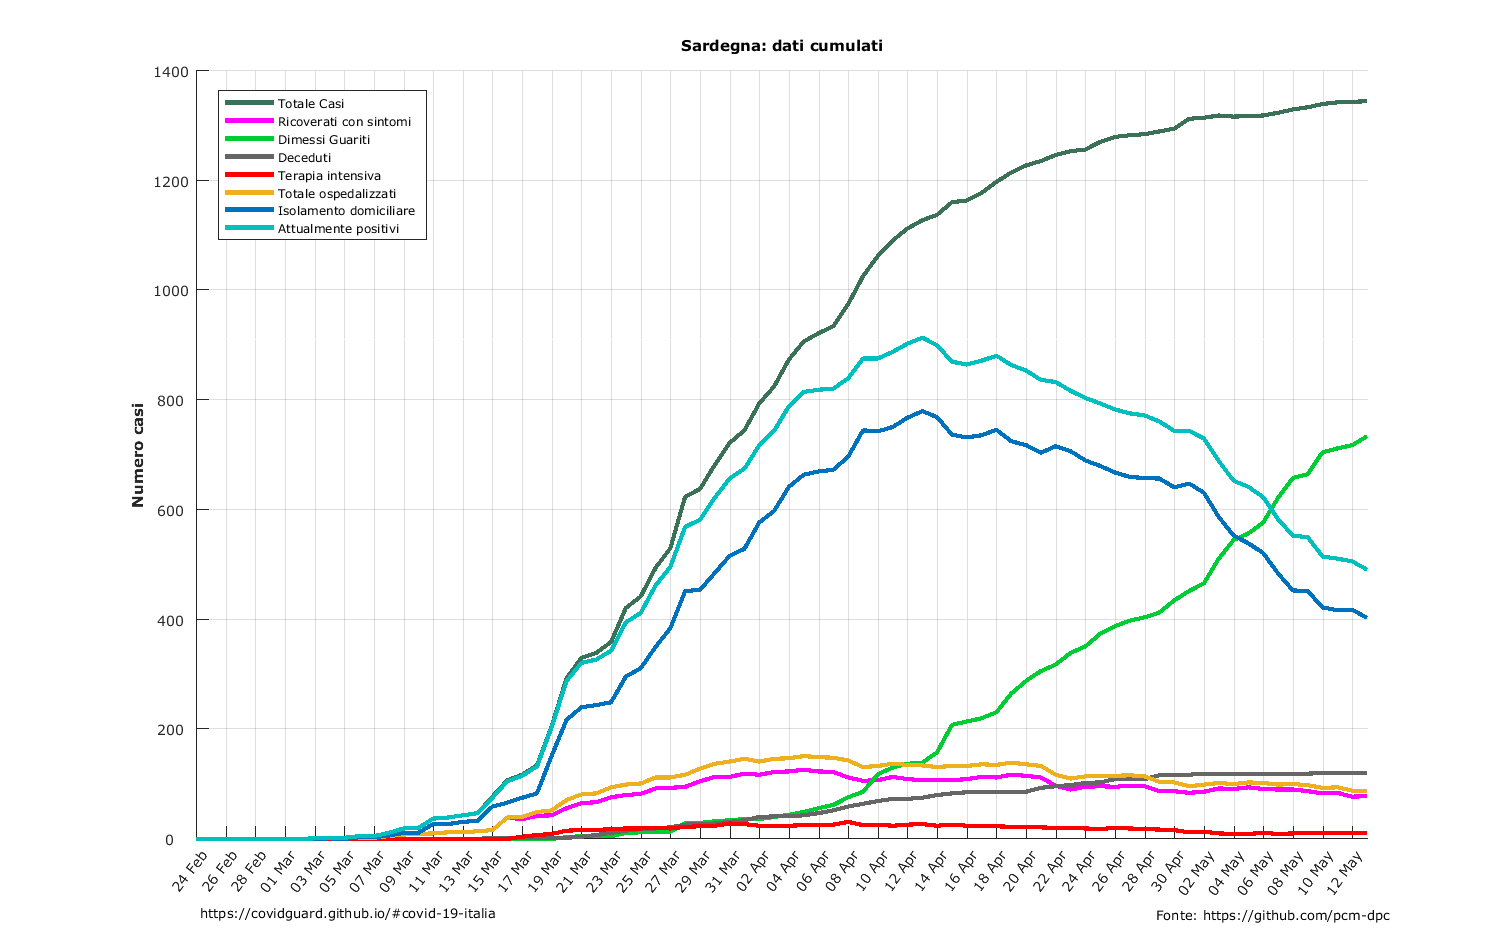 Sardegna: dati cumulati
1400
1200
1000
800
600
400
200
0
Numero casi
Totale Casi
Ricoverati con sintomi
Dimessi Guariti
Deceduti
Terapia intensiva
Totale ospedalizzati
Isolamento domiciliare
Attualmente positivi
24 Feb
26 Feb
28 Feb
01 Mar
03 Mar
05 Mar
07 Mar
09 Mar
11 Mar
13 Mar
15 Mar
17 Mar
19 Mar
21 Mar
23 Mar
25 Mar
27 Mar
29 Mar
31 Mar
02 Apr
04 Apr
06 Apr
08 Apr
10 Apr
12 Apr
14 Apr
16 Apr
18 Apr
20 Apr
22 Apr
24 Apr
26 Apr
28 Apr
30 Apr
02 May
04 May
06 May
08 May
10 May
12 May
https://covidguard.github.io/#covid-19-italia
Fonte: https://github.com/pcm-dpc